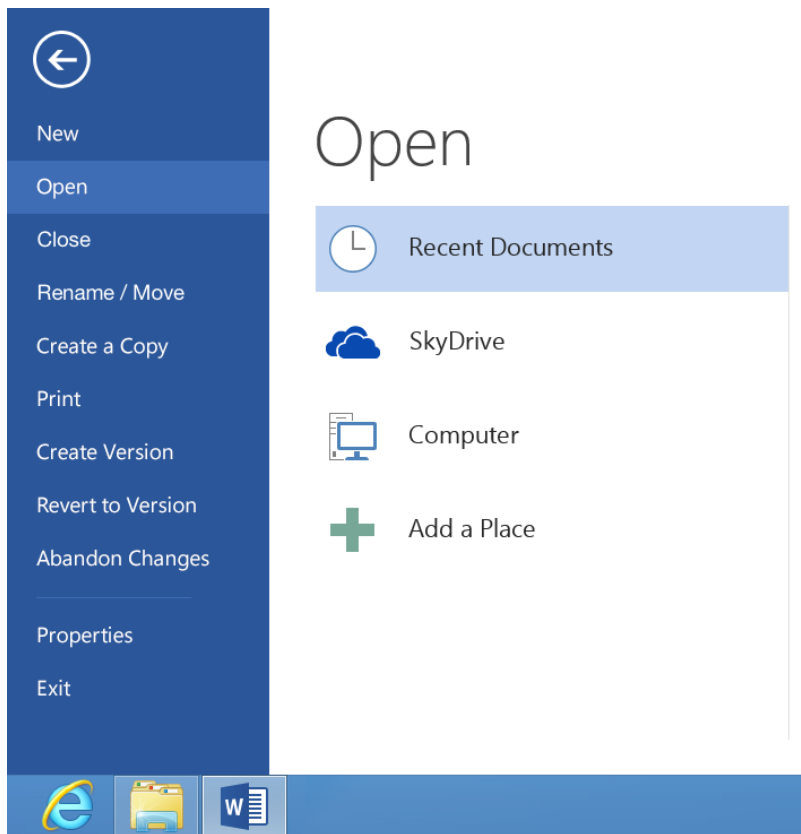 New
Open
Close
Rename / Move
Create a Copy
Print
Create Version
Revert to Version
Abandon Changes
Properties
Exit
Open
Recent Documents
SkyDrive
Computer
Add a Place
W